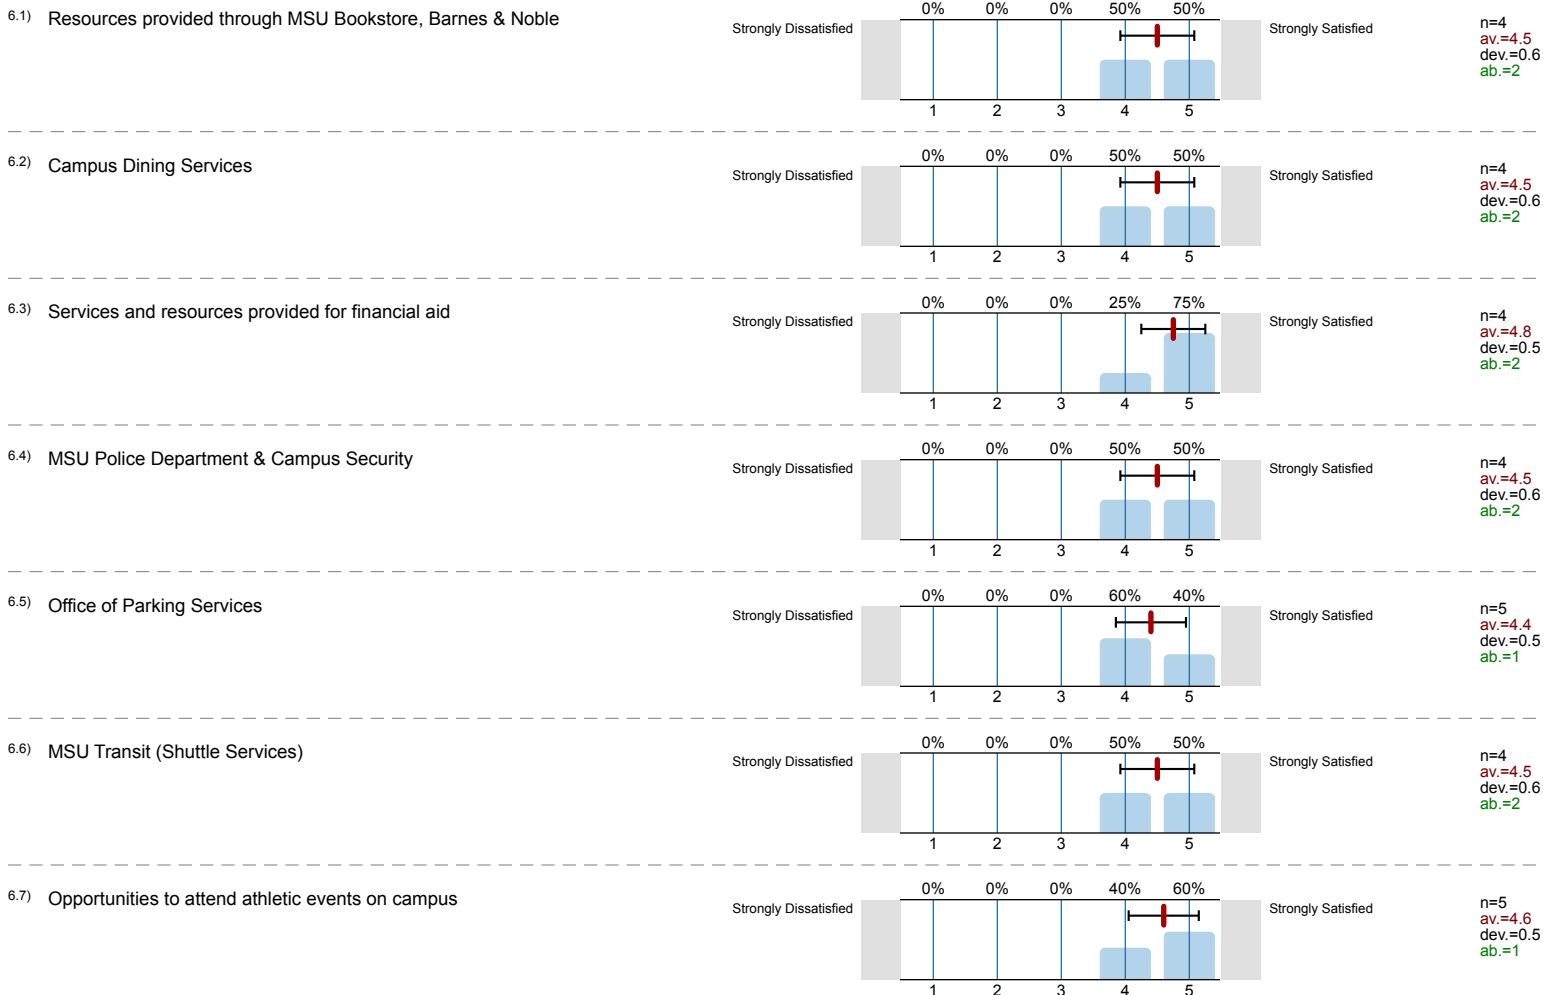 6.1) Resources provided through MSU Bookstore, Barnes & Noble
0% 0% 0% 50% 50%
Strongly Dissatisfied
Strongly Satisfied
n=4
av.=4.5
dev.=0.6
ab.=2
1 2 3 4 5
6.2) Campus Dining Services
0% 0% 0% 50% 50%
Strongly Dissatisfied
Strongly Satisfied
n=4
av.=4.5
dev.=0.6
ab.=2
1 2 3 4 5
6.3) Services and resources provided for financial aid
0% 0% 0% 25% 75%
Strongly Dissatisfied
Strongly Satisfied
n=4
av.=4.8
dev.=0.5
ab.=2
1 2 3 4 5
6.4) MSU Police Department & Campus Security
0% 0% 0% 50% 50%
Strongly Dissatisfied
Strongly Satisfied
n=4
av.=4.5
dev.=0.6
ab.=2
1 2 3 4 5
6.5) Office of Parking Services
0% 0% 0% 60% 40%
Strongly Dissatisfied
Strongly Satisfied
n=5
av.=4.4
dev.=0.5
ab.=1
1 2 3 4 5
6.6) MSU Transit (Shuttle Services)
0% 0% 0% 50% 50%
Strongly Dissatisfied
Strongly Satisfied
n=4
av.=4.5
dev.=0.6
ab.=2
1 2 3 4 5
6.7) Opportunities to attend athletic events on campus
0% 0% 0% 40% 60%
Strongly Dissatisfied
Strongly Satisfied
n=5
av.=4.6
dev.=0.5
ab.=1
1 2 3 4 5